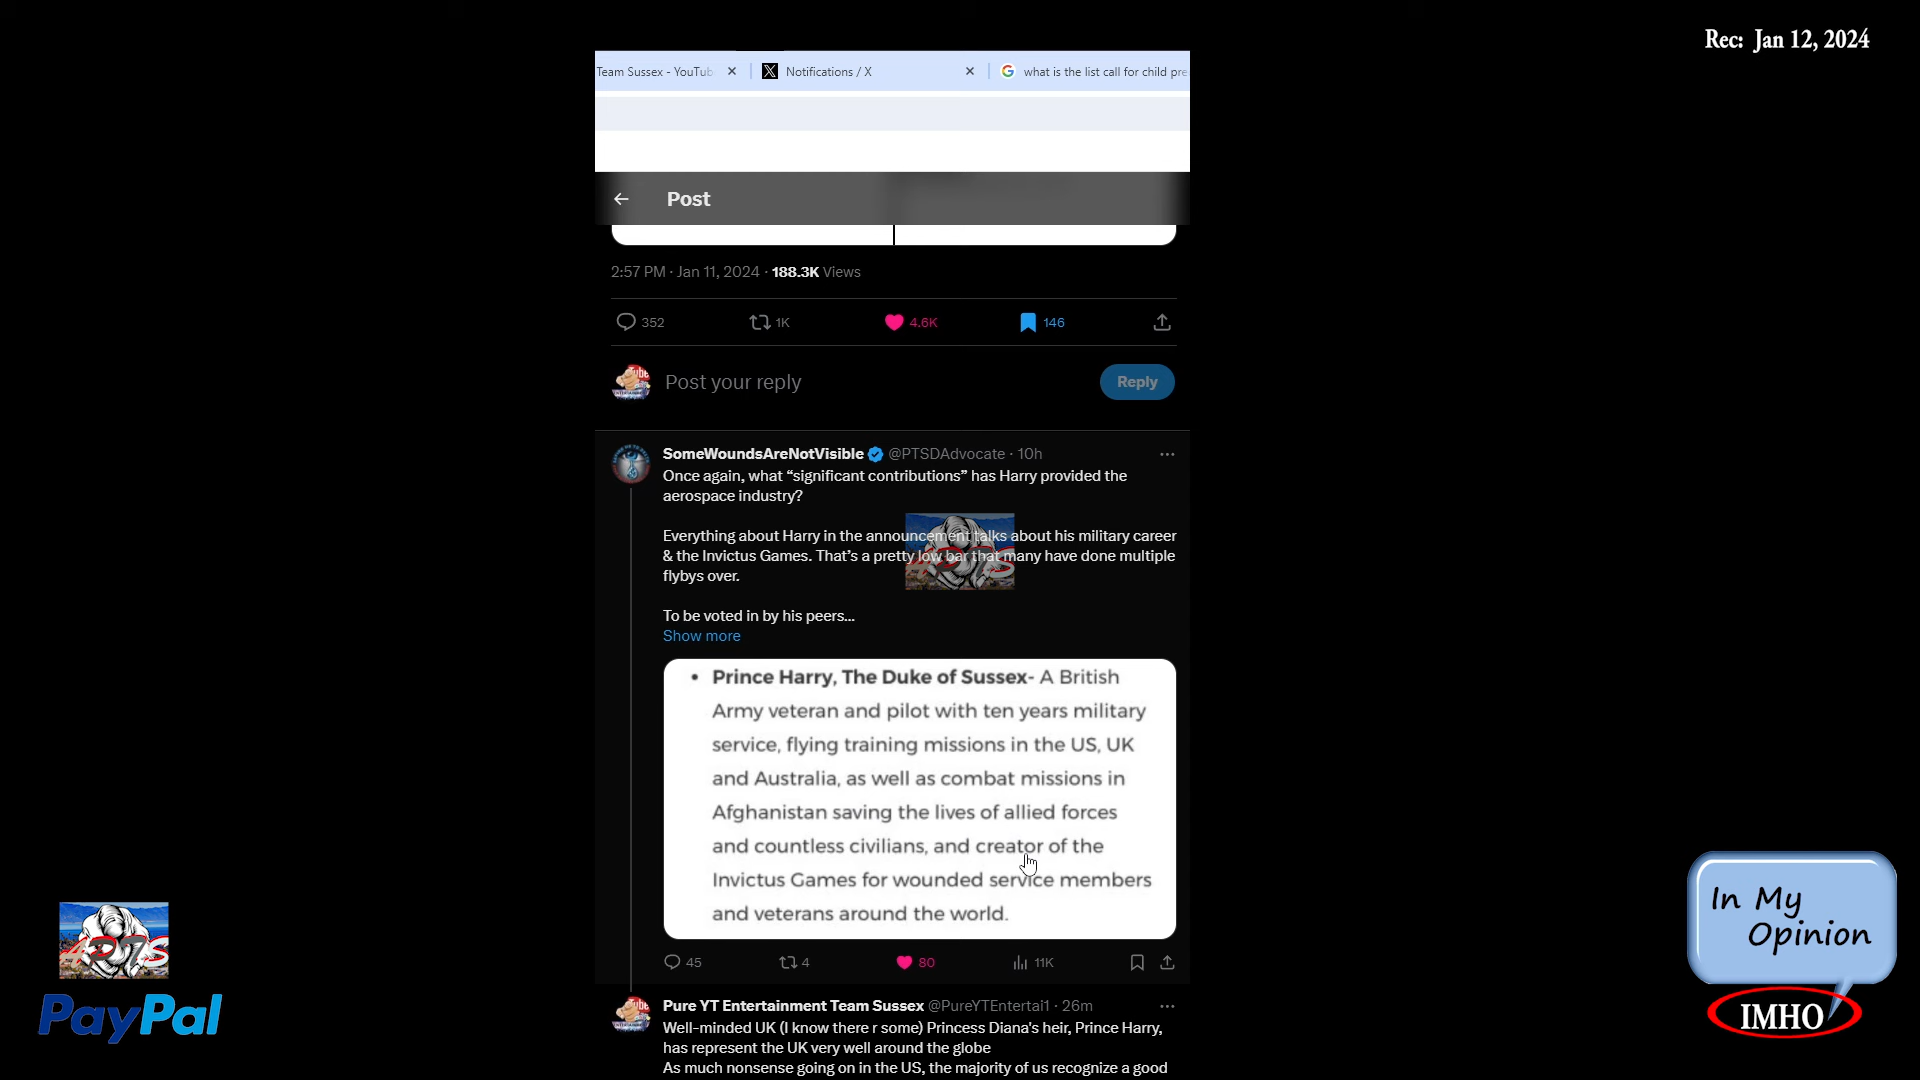 Rec: Jan 12, 2024
Team Sussex - YouTub
Notifications / X
what is the list call for child pre
Post
2:57 PM · Jan 11, 2024 · 188.3K Views
352
1K
4.6K
146
Post your reply
Reply
SomeWoundsAreNotVisible @PTSDAdvocate · 10h
Once again, what “significant contributions” has Harry provided the
aerospace industry?
Everything about Harry in the announcement talks about his military career
& the Invictus Games. That’s a pretty low bar that many have done multiple
flybys over.
To be voted in by his peers...
Show more
• Prince Harry, The Duke of Sussex- A British
Army veteran and pilot with ten years military
service, flying training missions in the US, UK
and Australia, as well as combat missions in
Afghanistan saving the lives of allied forces
and countless civilians, and creator of the
Invictus Games for wounded service members
and veterans around the world.
45
4
80
11K
Pure YT Entertainment Team Sussex @PureYTEntertai1 · 26m
Well-minded UK (I know there r some) Princess Diana's heir, Prince Harry,
has represent the UK very well around the globe
As much nonsense going on in the US, the majority of us recognize a good
PayPal
In My
Opinion
IMHO